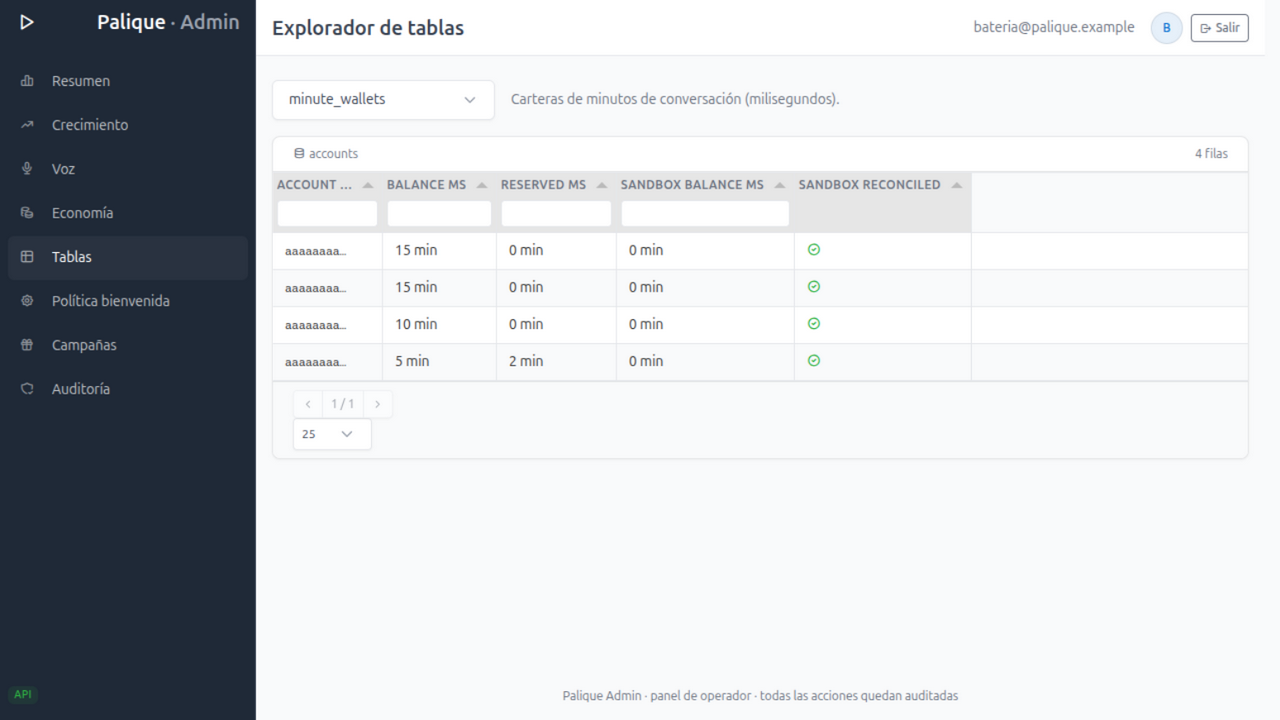 Palique · Admin
Resumen
Crecimiento
Voz
Economía
Tablas
Política bienvenida
Campañas
Auditoría
API
Explorador de tablas
bateria@palique.example
B
Salir
minute_wallets
Carteras de minutos de conversación (milisegundos).
accounts
4 filas
ACCOUNT ... BALANCE MS RESERVED MS SANDBOX BALANCE MS SANDBOX RECONCILED
aaaaaaaa… 15 min 0 min 0 min
aaaaaaaa… 15 min 0 min 0 min
aaaaaaaa… 10 min 0 min 0 min
aaaaaaaa… 5 min 2 min 0 min
1 / 1
25
Palique Admin · panel de operador · todas las acciones quedan auditadas